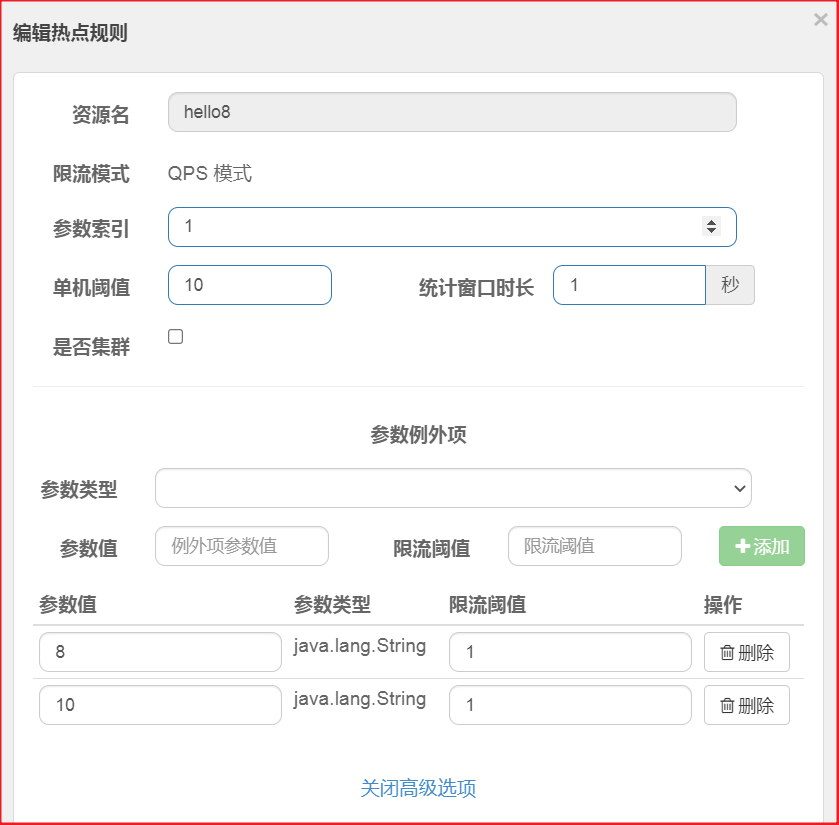 编辑热点规则 ×
资源名 hello8
限流模式 QPS 模式
参数索引 1
单机阈值 10 统计窗口时长 1 秒
是否集群
参数例外项
参数类型
参数值 例外项参数值 限流阈值 限流阈值 +添加
参数值 参数类型 限流阈值 操作
8 java.lang.String 1 删除
10 java.lang.String 1 删除
关闭高级选项